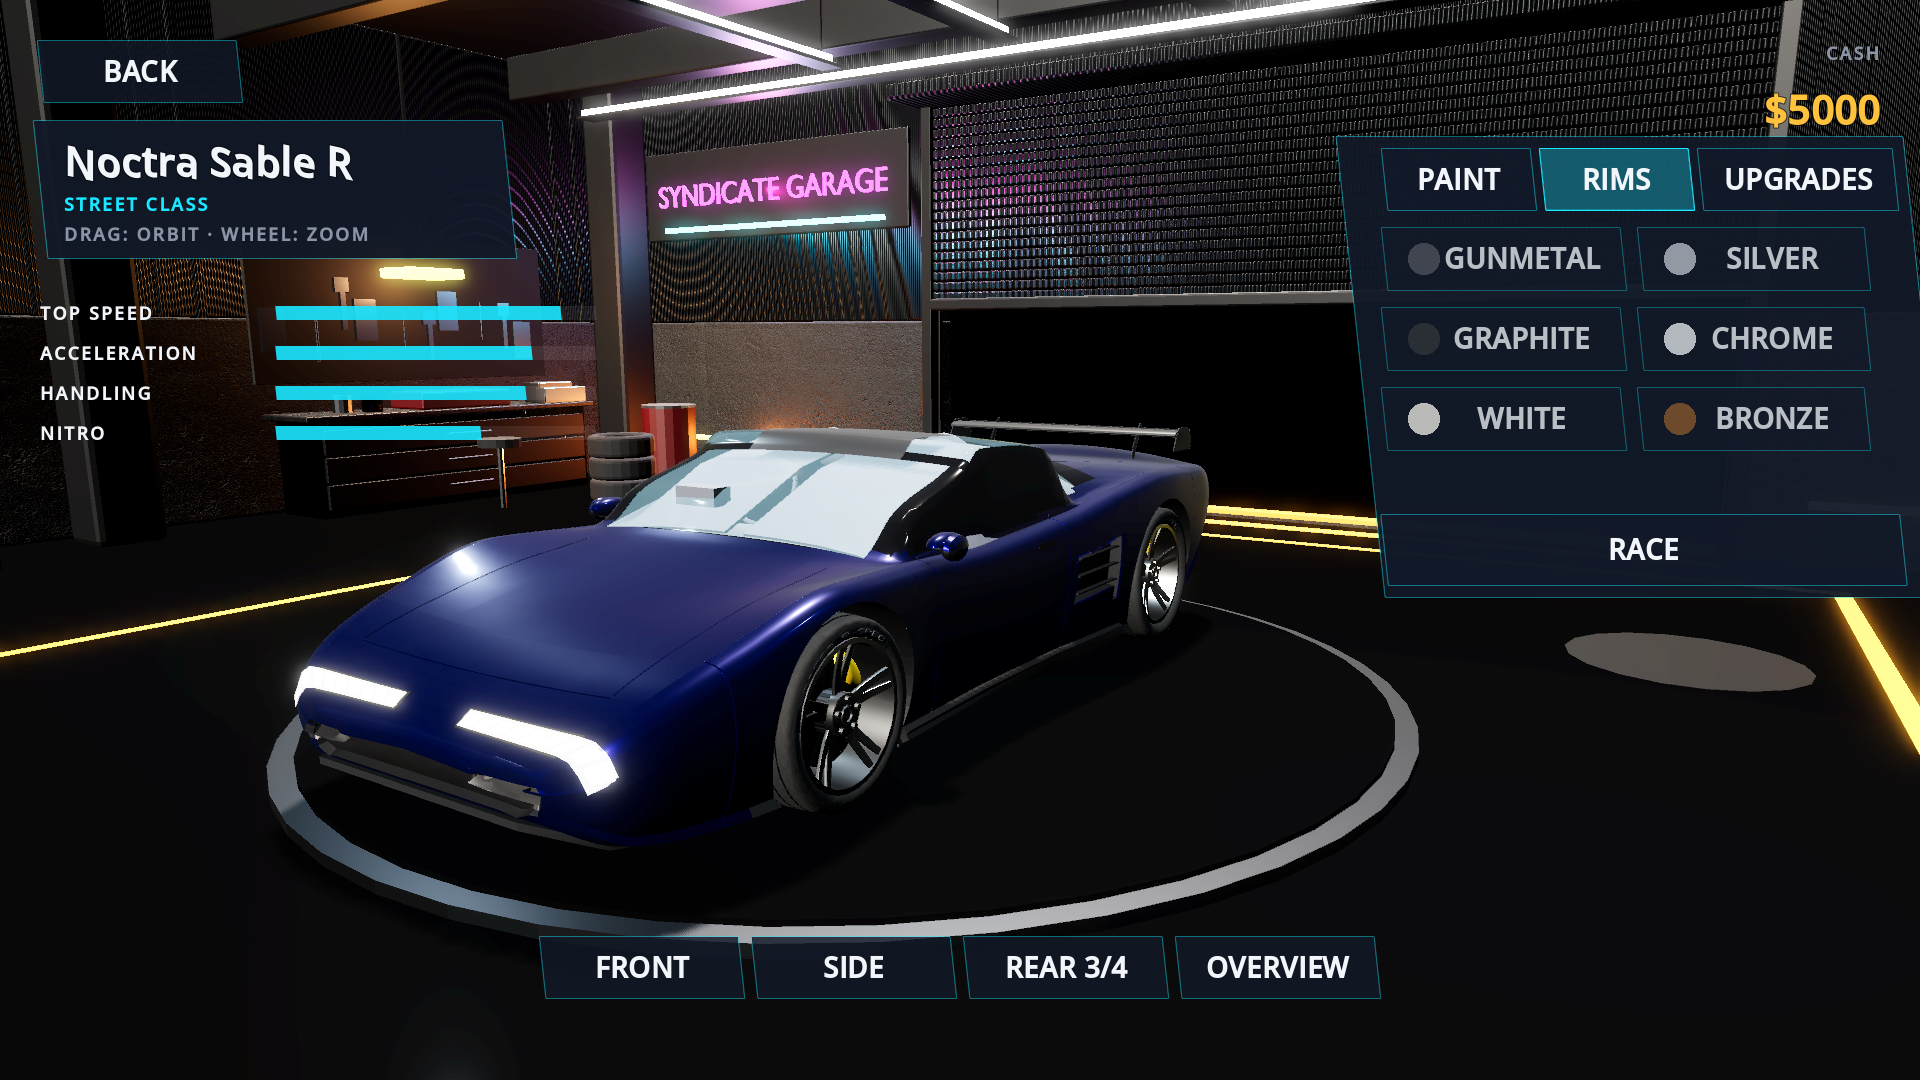 BACK
Noctra Sable R
STREET CLASS
DRAG: ORBIT · WHEEL: ZOOM
TOP SPEED
ACCELERATION
HANDLING
NITRO
SYNDICATE GARAGE
CASH
$5000
PAINT
RIMS
UPGRADES
GUNMETAL
SILVER
GRAPHITE
CHROME
WHITE
BRONZE
RACE
FRONT
SIDE
REAR 3/4
OVERVIEW